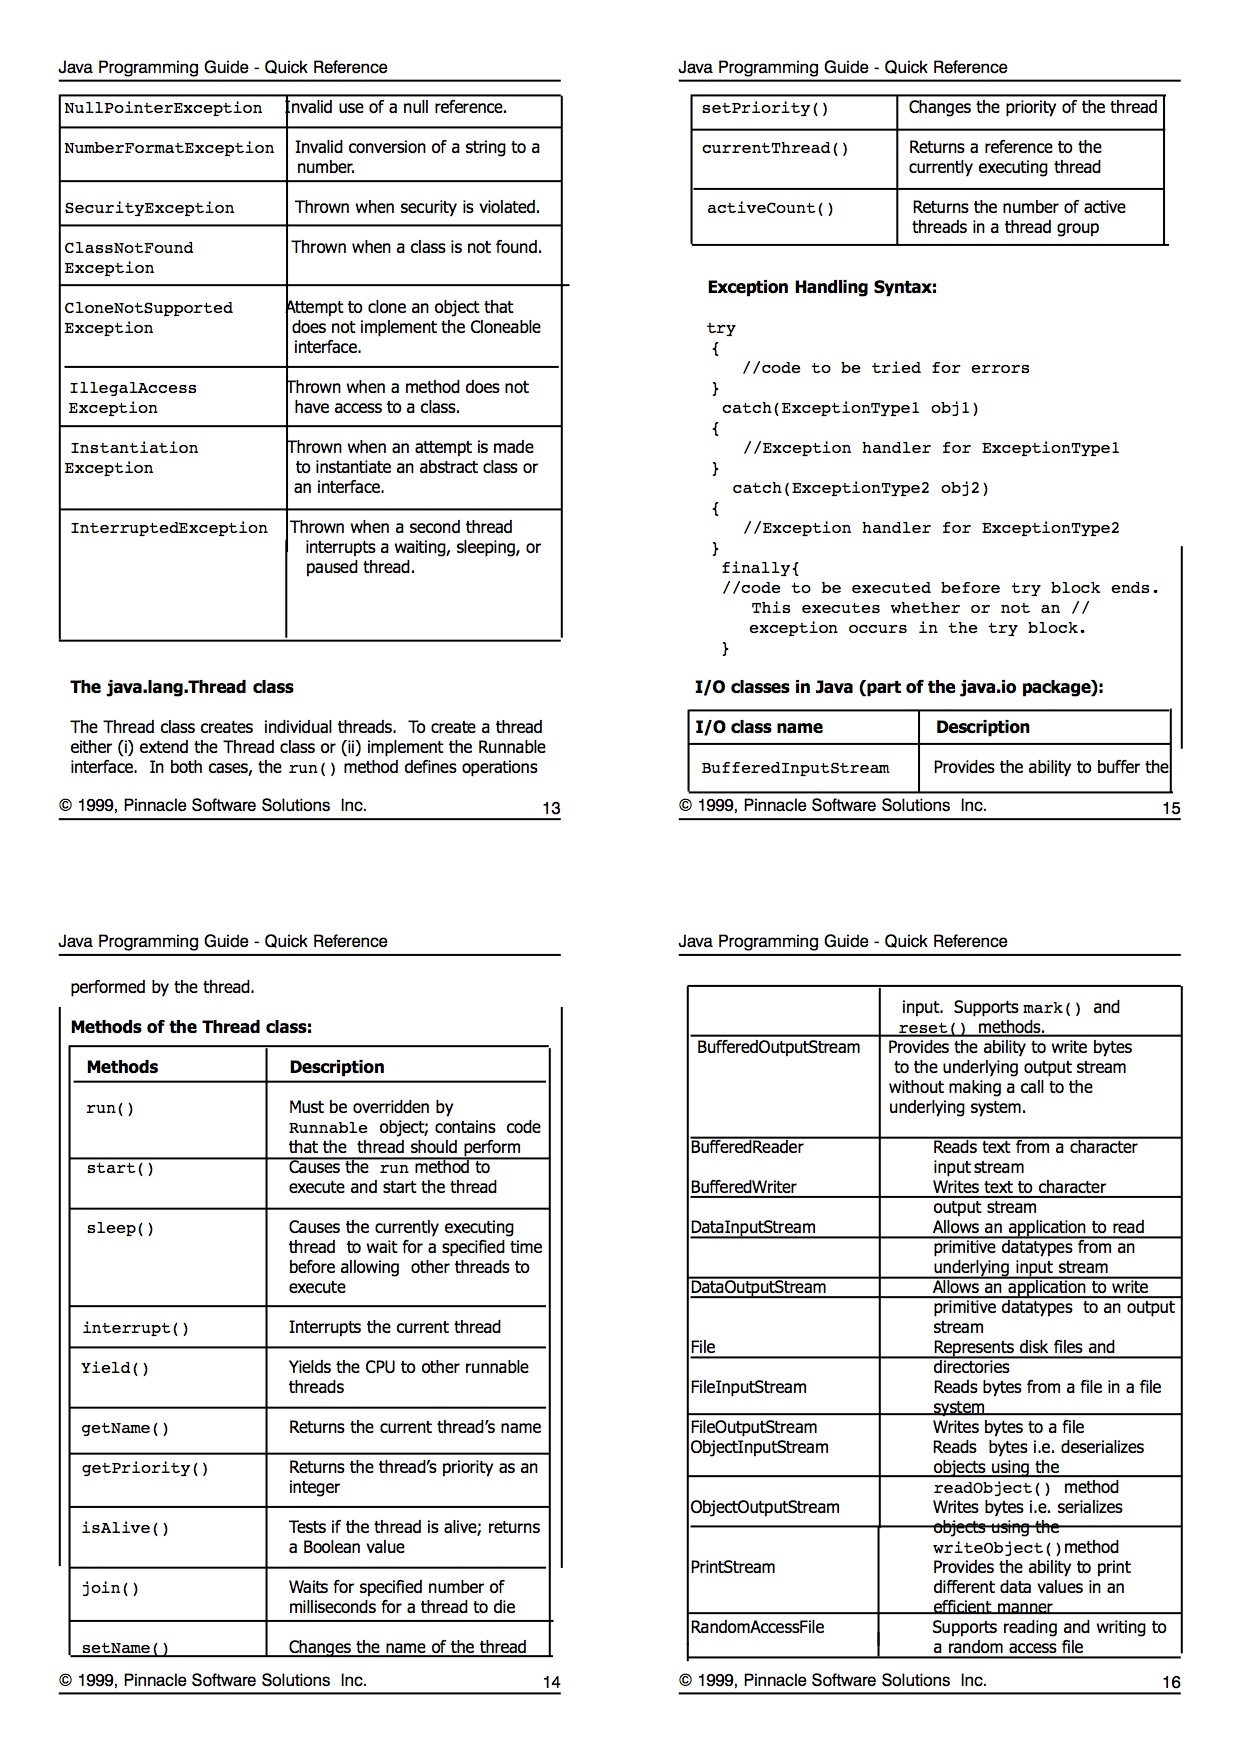 Java Programming Guide - Quick Reference
NullPointerException Invalid use of a null reference.
NumberFormatException Invalid conversion of a string to a
number.
SecurityException Thrown when security is violated.
ClassNotFound Thrown when a class is not found.
Exception
CloneNotSupported Attempt to clone an object that
Exception does not implement the Cloneable
interface.
IllegalAccess Thrown when a method does not
Exception have access to a class.
Instantiation Thrown when an attempt is made
Exception to instantiate an abstract class or
an interface.
InterruptedException Thrown when a second thread
interrupts a waiting, sleeping, or
paused thread.
The java.lang.Thread class
The Thread class creates individual threads. To create a thread
either (i) extend the Thread class or (ii) implement the Runnable
interface. In both cases, the run() method defines operations
© 1999, Pinnacle Software Solutions Inc. 13
Java Programming Guide - Quick Reference
performed by the thread.
Methods of the Thread class:
Methods Description
run() Must be overridden by
Runnable object; contains code
that the thread should perform
start() Causes the run method to
execute and start the thread
sleep() Causes the currently executing
thread to wait for a specified time
before allowing other threads to
execute
interrupt() Interrupts the current thread
Yield() Yields the CPU to other runnable
threads
getName() Returns the current thread's name
getPriority() Returns the thread's priority as an
integer
isAlive() Tests if the thread is alive; returns
a Boolean value
join() Waits for specified number of
milliseconds for a thread to die
setName() Changes the name of the thread
© 1999, Pinnacle Software Solutions Inc. 14
Java Programming Guide - Quick Reference
setPriority() Changes the priority of the thread
currentThread() Returns a reference to the
currently executing thread
activeCount() Returns the number of active
threads in a thread group
Exception Handling Syntax:
try
{
//code to be tried for errors
}
catch(ExceptionType1 obj1)
{
//Exception handler for ExceptionType1
}
catch(ExceptionType2 obj2)
{
//Exception handler for ExceptionType2
}
finally{
//code to be executed before try block ends.
This executes whether or not an //
exception occurs in the try block.
}
I/O classes in Java (part of the java.io package):
I/O class name Description
BufferedInputStream Provides the ability to buffer the
© 1999, Pinnacle Software Solutions Inc. 15
Java Programming Guide - Quick Reference
input. Supports mark() and
reset() methods.
BufferedOutputStream Provides the ability to write bytes
to the underlying output stream
without making a call to the
underlying system.
BufferedReader Reads text from a character
input stream
BufferedWriter Writes text to character
output stream
DataInputStream Allows an application to read
primitive datatypes from an
underlying input stream
DataOutputStream Allows an application to write
primitive datatypes to an output
stream
File Represents disk files and
directories
FileInputStream Reads bytes from a file in a file
system
FileOutputStream Writes bytes to a file
ObjectInputStream Reads bytes i.e. deserializes
objects using the
readObject() method
ObjectOutputStream Writes bytes i.e. serializes
objects using the
writeObject()method
PrintStream Provides the ability to print
different data values in an
efficient manner
RandomAccessFile Supports reading and writing to
a random access file
© 1999, Pinnacle Software Solutions Inc. 16